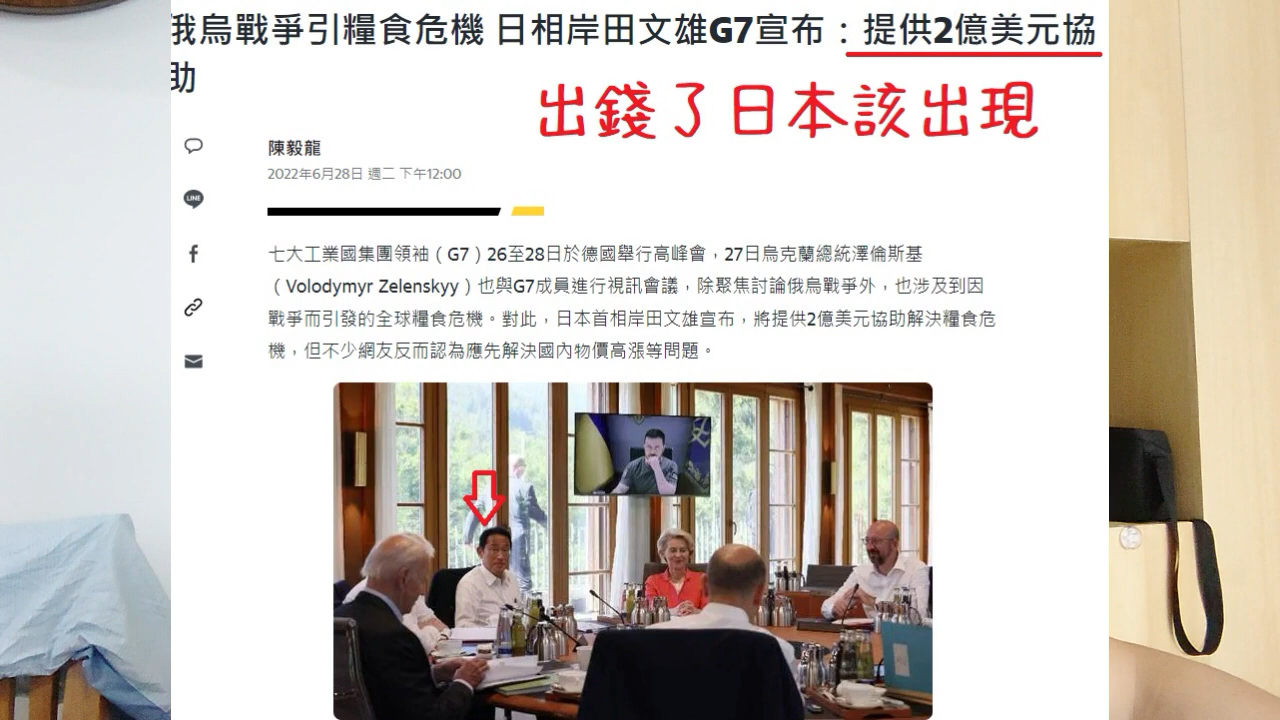 俄烏戰爭引糧食危機 日相岸田文雄G7宣布：提供2億美元協
助
出錢了日本該出現
陳毅龍
2022年6月28日 週二 下午12:00
LINE
七大工業國集團領袖（G7）26至28日於德國舉行高峰會，27日烏克蘭總統澤倫斯基
（Volodymyr Zelenskyy）也與G7成員進行視訊會議，除聚焦討論俄烏戰爭外，也涉及到因
戰爭而引發的全球糧食危機。對此，日本首相岸田文雄宣布，將提供2億美元協助解決糧食危
機，但不少網友反而認為應先解決國內物價高漲等問題。